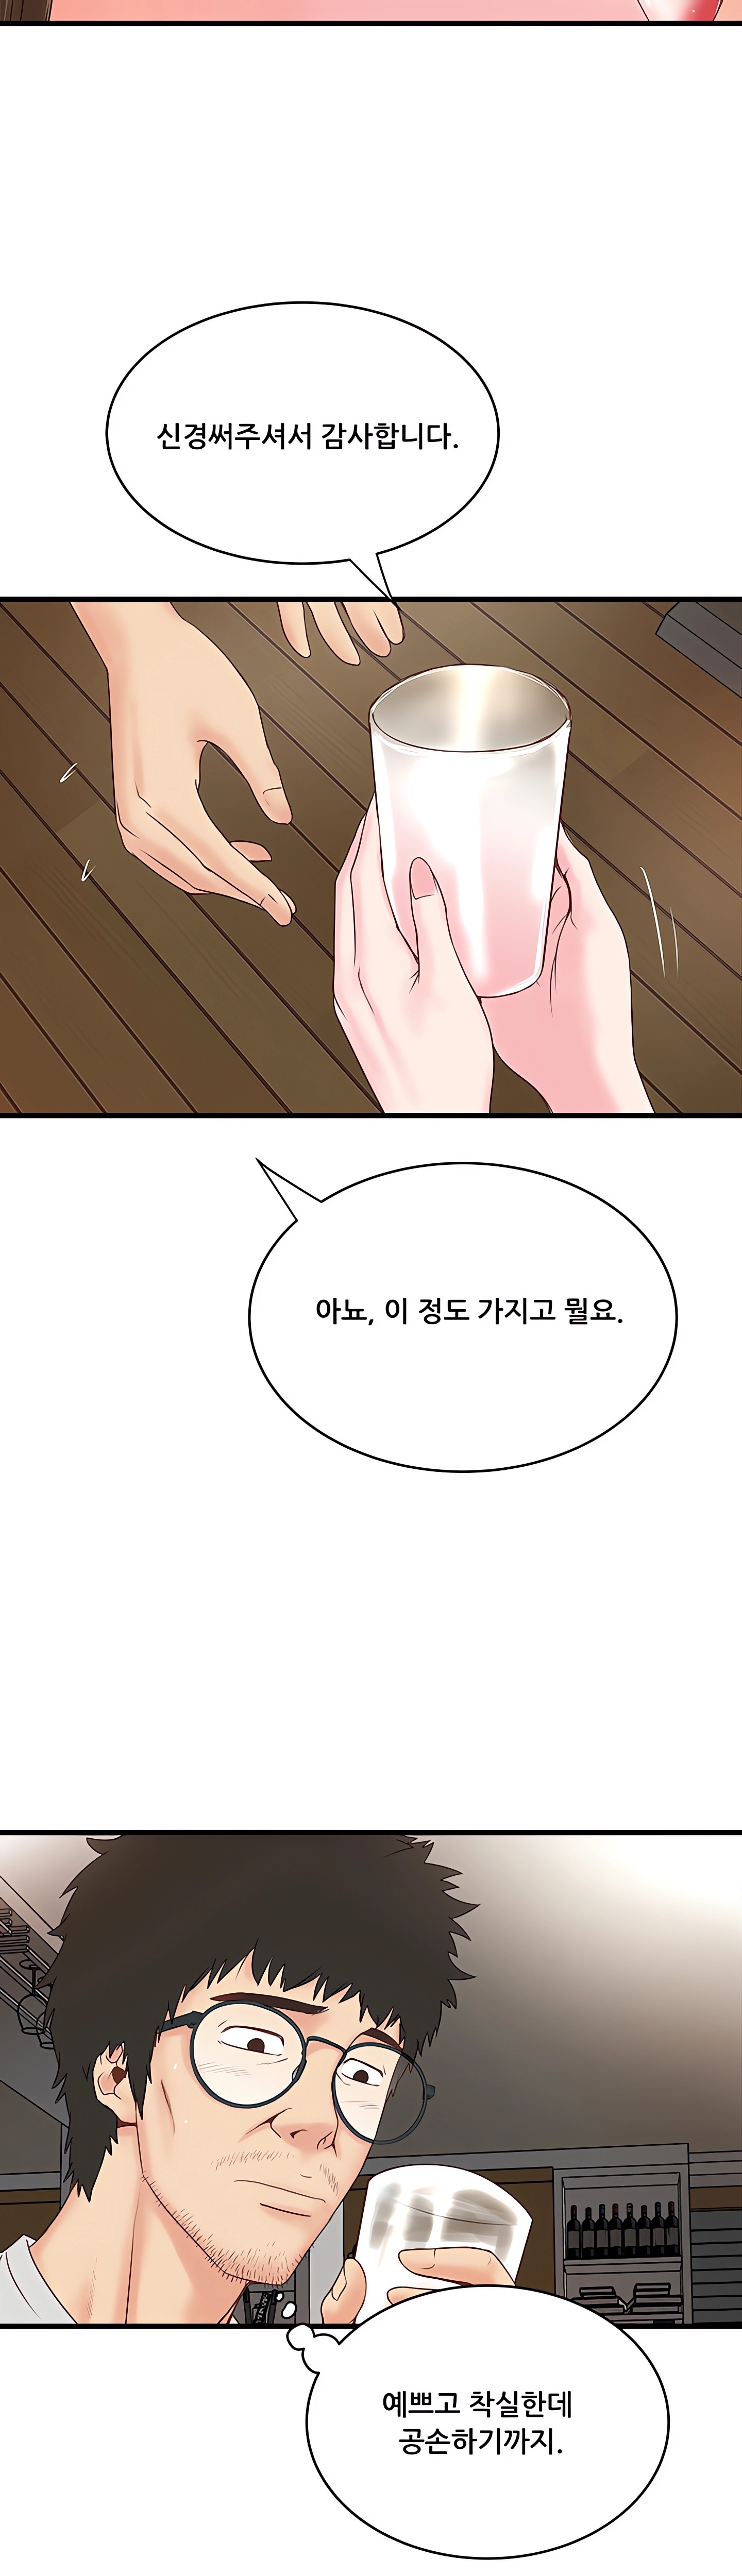 신경써주셔서 감사합니다.
아뇨, 이 정도 가지고 뭘요.
예쁘고 착실한데
공손하기까지.